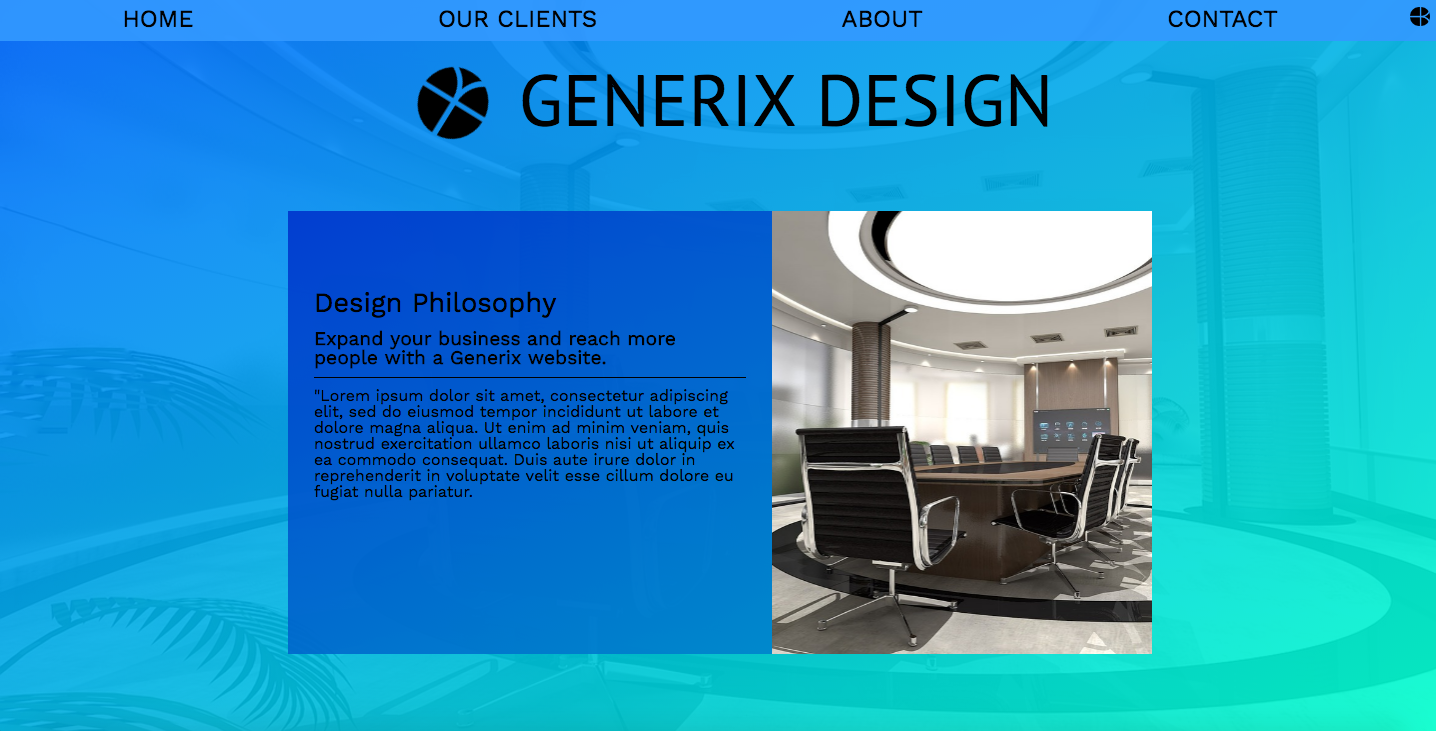 HOME OUR CLIENTS ABOUT CONTACT
GENERIX DESIGN
Design Philosophy
Expand your business and reach more
people with a Generix website.
"Lorem ipsum dolor sit amet, consectetur adipiscing
elit, sed do eiusmod tempor incididunt ut labore et
dolore magna aliqua. Ut enim ad minim veniam, quis
nostrud exercitation ullamco laboris nisi ut aliquip ex
ea commodo consequat. Duis aute irure dolor in
reprehenderit in voluptate velit esse cillum dolore eu
fugiat nulla pariatur.